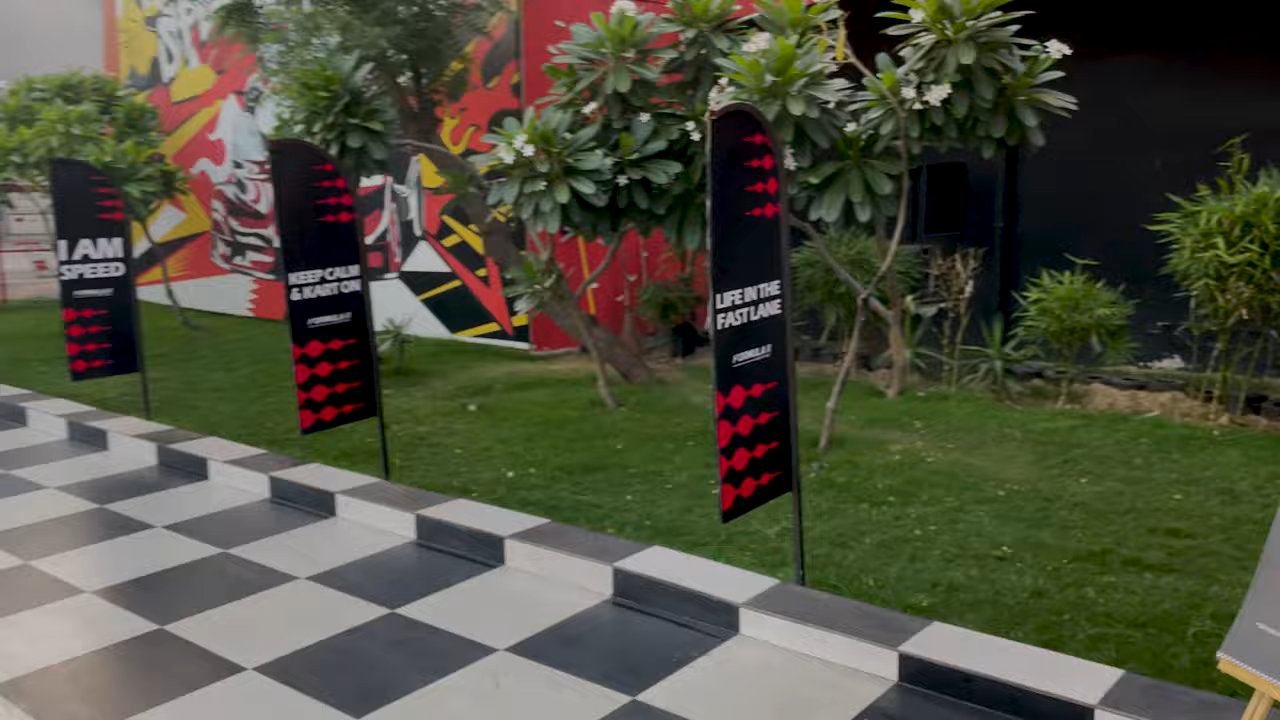 I AM
SPEED
KEEP CALM
& KART ON
LIFE IN THE
FAST LANE